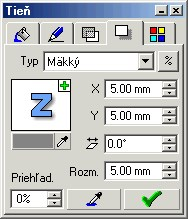 Tieň
Typ Mäkký %
X 5.00 mm
Z
Y 5.00 mm
0.0°
Priehľad. Rozm. 5.00 mm
0%